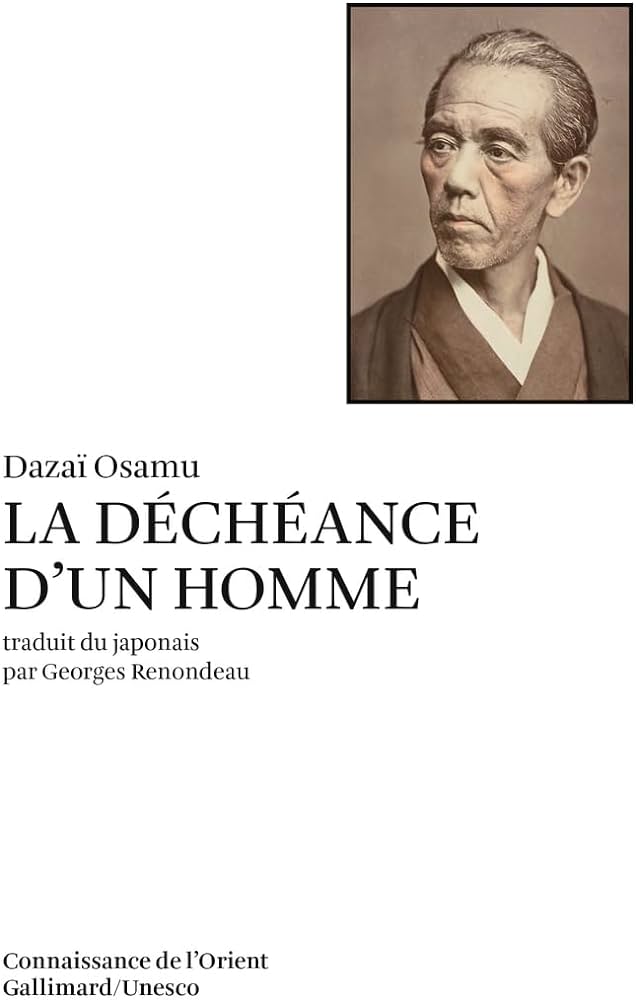 Dazaï Osamu
LA DÉCHÉANCE
D’UN HOMME
traduit du japonais
par Georges Renondeau
Connaissance de l’Orient
Gallimard/Unesco